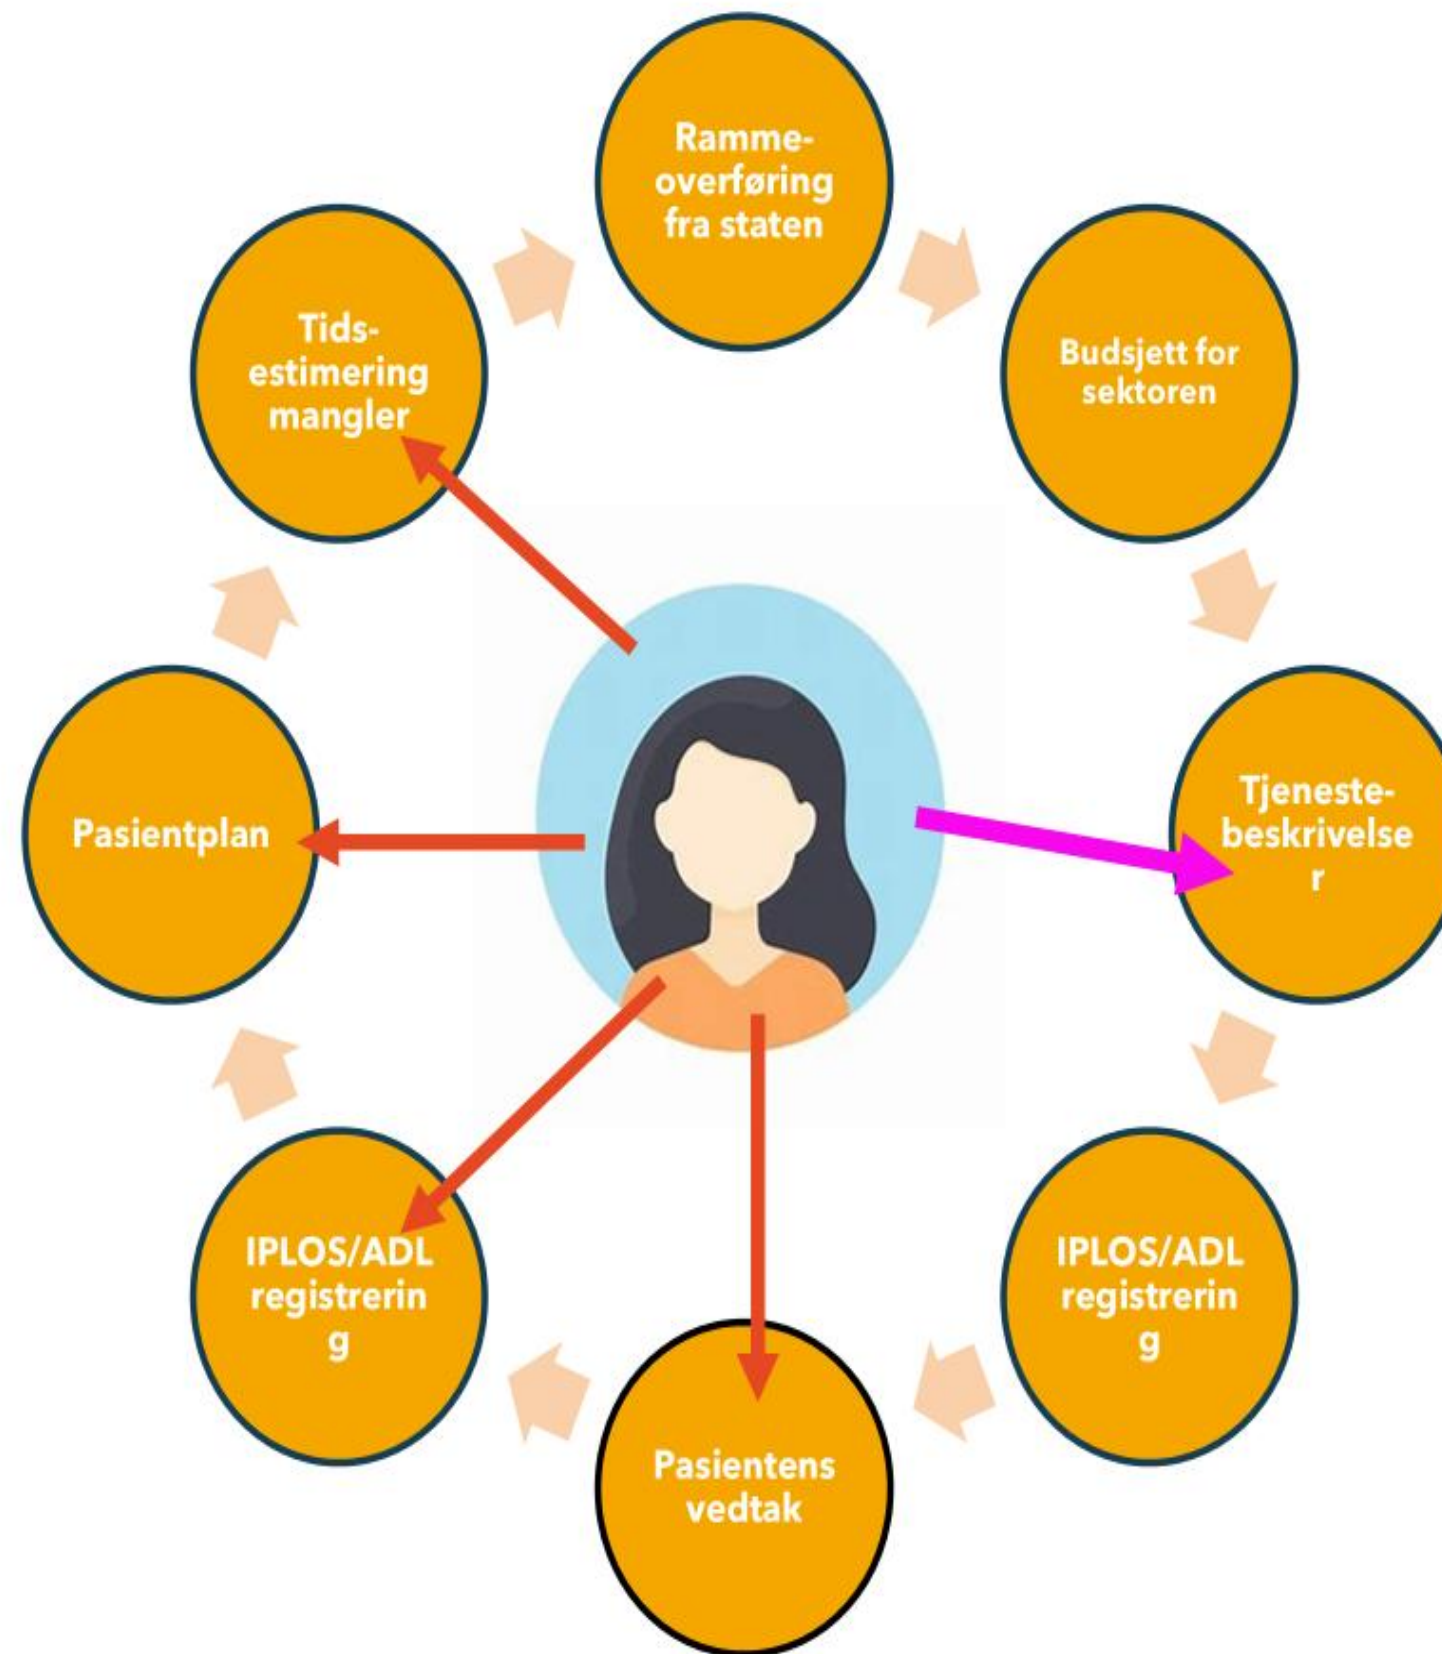 Ramme-
overføring
fra staten
Budsjett for
sektoren
Tjeneste-
beskrivelse
r
IPLOS/ADL
registrerin
g
Pasientens
vedtak
IPLOS/ADL
registrerin
g
Pasientplan
Tids-
estimering
mangler